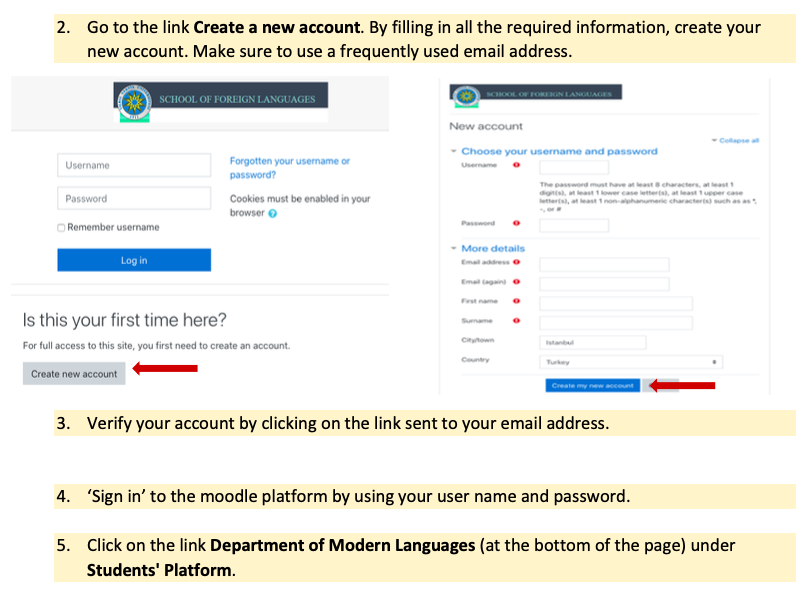 2. Go to the link Create a new account. By filling in all the required information, create your
new account. Make sure to use a frequently used email address.
SCHOOL OF FOREIGN LANGUAGES
Username
Password
Remember username
Log in
Forgotten your username or
password?
Cookies must be enabled in your
browser
Is this your first time here?
For full access to this site, you first need to create an account.
Create new account
SCHOOL OF FOREIGN LANGUAGES
New account
Collapse all
Choose your username and password
Username
The password must have at least 8 characters, at least 1
digit(s), at least 1 lower case letter(s), at least 1 upper case
letter(s), at least 1 non-alphanumeric character(s) such as as *,
-, or #
Password
More details
Email address
Email (again)
First name
Surname
City/town
Istanbul
Country
Turkey
Create my new account
3. Verify your account by clicking on the link sent to your email address.
4. ‘Sign in’ to the moodle platform by using your user name and password.
5. Click on the link Department of Modern Languages (at the bottom of the page) under
Students' Platform.